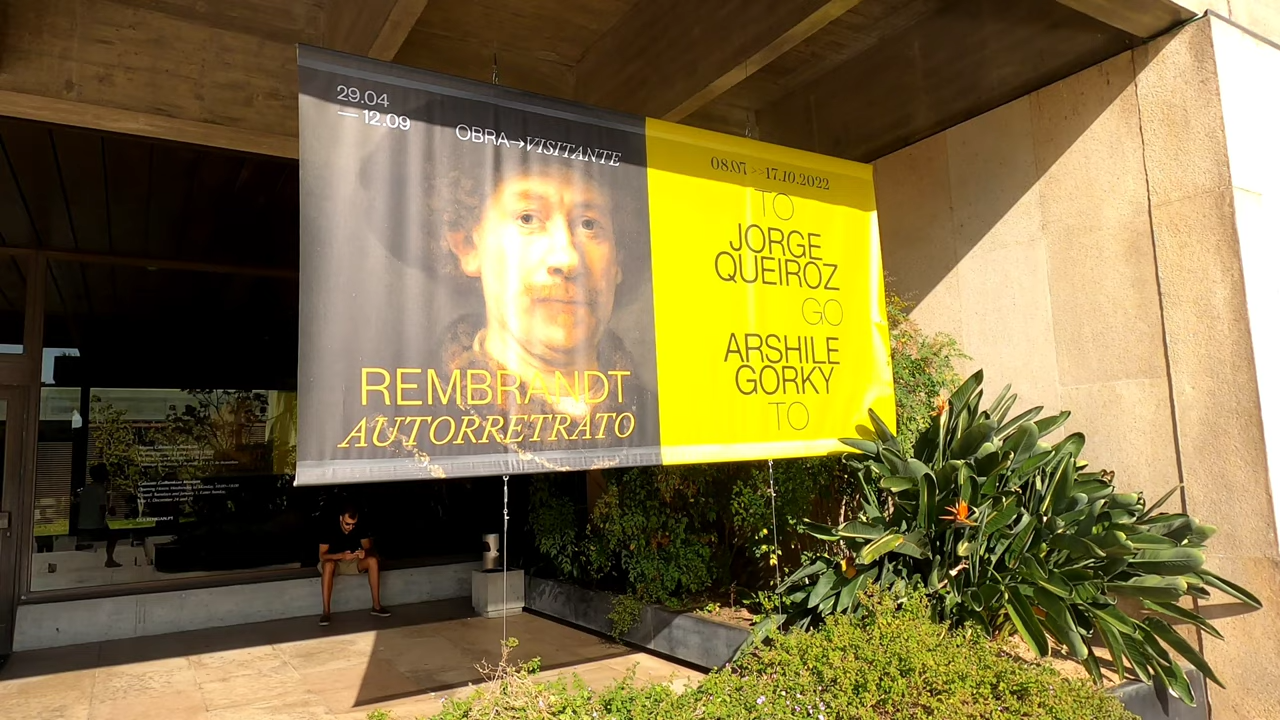 29.04
— 12.09
OBRA→VISITANTE
REMBRANDT
AUTORRETRATO
08.07 >> 17.10.2022
TO
JORGE
QUEIROZ
GO
ARSHILE
GORKY
TO